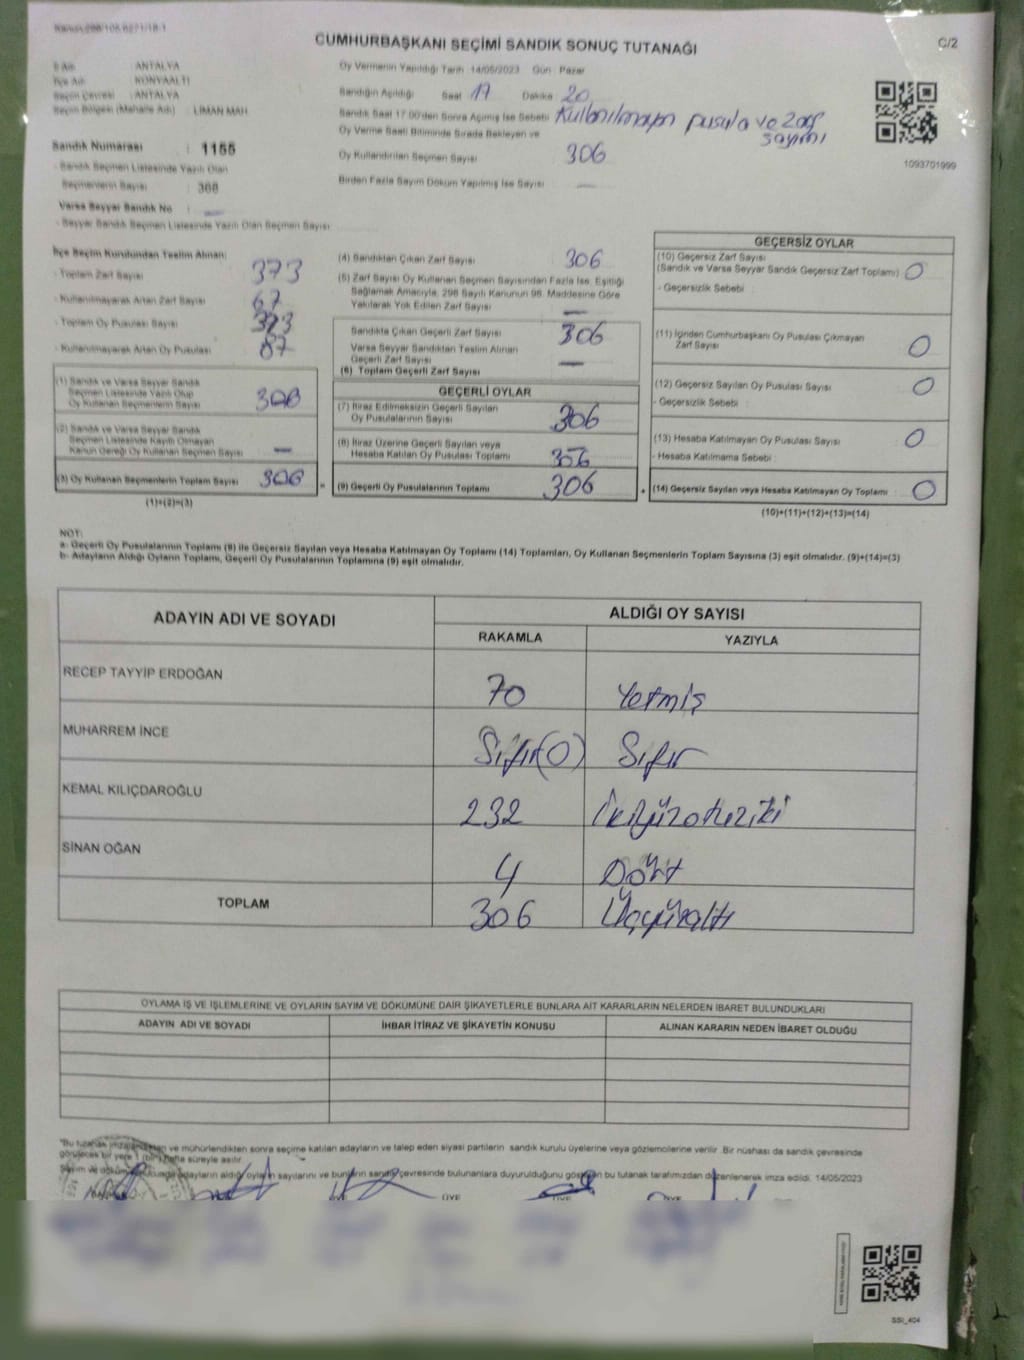 Kanun:298/105,6271/18-1
C/2
CUMHURBAŞKANI SEÇİMİ SANDIK SONUÇ TUTANAĞI
İl Adı : ANTALYA
İlçe Adı : KONYAALTI
Seçim Çevresi : ANTALYA
Seçim Bölgesi (Mahalle Adı) : LİMAN MAH.
Sandık Numarası : 1155
- Sandık Seçmen Listesinde Yazılı Olan
Seçmenlerin Sayısı : 368
Varsa Seyyar Sandık No : —
- Seyyar Sandık Seçmen Listesinde Yazılı Olan Seçmen Sayısı:
Oy Vermenin Yapıldığı Tarih :14/05/2023 Gün : Pazar
Sandığın Açıldığı Saat : 17 Dakika : 20
Sandık Saat 17.00'den Sonra Açılmış İse Sebebi : Kullanılmayan pusula ve zarf sayımı
Oy Verme Saati Bitiminde Sırada Bekleyen ve
Oy Kullandırılan Seçmen Sayısı : 306
Birden Fazla Sayım Döküm Yapılmış İse Sayısı : —
1093701999
İlçe Seçim Kurulundan Teslim Alınan;
- Toplam Zarf Sayısı : 373
- Kullanılmayarak Artan Zarf Sayısı : 67
- Toplam Oy Pusulası Sayısı : 393
- Kullanılmayarak Artan Oy Pusulası : 87
(1) Sandık ve Varsa Seyyar Sandık
Seçmen Listesinde Yazılı Olup
Oy Kullanan Seçmenlerin Sayısı : 306
(2) Sandık ve Varsa Seyyar Sandık
Seçmen Listesinde Kayıtlı Olmayan
Kanun Gereği Oy Kullanan Seçmen Sayısı : —
(3) Oy Kullanan Seçmenlerin Toplam Sayısı : 306
(1)+(2)=(3)
(4) Sandıktan Çıkan Zarf Sayısı : 306
(5) Zarf Sayısı Oy Kullanan Seçmen Sayısından Fazla İse, Eşitliği
Sağlamak Amacıyla, 298 Sayılı Kanunun 98. Maddesine Göre
Yakılarak Yok Edilen Zarf Sayısı : —
Sandıkta Çıkan Geçerli Zarf Sayısı : 306
Varsa Seyyar Sandıktan Teslim Alınan
Geçerli Zarf Sayısı : —
(6) Toplam Geçerli Zarf Sayısı :
GEÇERLİ OYLAR
(7) İtiraz Edilmeksizin Geçerli Sayılan
Oy Pusulalarının Sayısı : 306
(8) İtiraz Üzerine Geçerli Sayılan veya
Hesaba Katılan Oy Pusulası Toplamı :
(9) Geçerli Oy Pusulalarının Toplamı : 306
GEÇERSİZ OYLAR
(10) Geçersiz Zarf Sayısı
(Sandık ve Varsa Seyyar Sandık Geçersiz Zarf Toplamı) : 0
- Geçersizlik Sebebi :
(11) İçinden Cumhurbaşkanı Oy Pusulası Çıkmayan
Zarf Sayısı : 0
(12) Geçersiz Sayılan Oy Pusulası Sayısı : 0
- Geçersizlik Sebebi :
(13) Hesaba Katılmayan Oy Pusulası Sayısı : 0
- Hesaba Katılmama Sebebi :
(14) Geçersiz Sayılan veya Hesaba Katılmayan Oy Toplamı : 0
(10)+(11)+(12)+(13)=(14)
NOT:
a- Geçerli Oy Pusulalarının Toplamı (9) ile Geçersiz Sayılan veya Hesaba Katılmayan Oy Toplamı (14) Toplamları, Oy Kullanan Seçmenlerin Toplam Sayısına (3) eşit olmalıdır. (9)+(14)=(3)
b- Adayların Aldığı Oyların Toplamı, Geçerli Oy Pusulalarının Toplamına (9) eşit olmalıdır.
ADAYIN ADI VE SOYADI
ALDIĞI OY SAYISI
RAKAMLA YAZIYLA
RECEP TAYYİP ERDOĞAN 70 Yetmiş
MUHARREM İNCE Sıfır(0) Sıfır
KEMAL KILIÇDAROĞLU 232 İkiyüzotuziki
SİNAN OĞAN 4 Dört
TOPLAM 306 Üçyüzaltı
OYLAMA İŞ VE İŞLEMLERİNE VE OYLARIN SAYIM VE DÖKÜMÜNE DAİR ŞİKAYETLERLE BUNLARA AİT KARARLARIN NELERDEN İBARET BULUNDUKLARI
ADAYIN ADI VE SOYADI İHBAR İTİRAZ VE ŞİKAYETİN KONUSU ALINAN KARARIN NEDEN İBARET OLDUĞU
*Bu tutanak imzalandıktan ve mühürlendikten sonra seçime katılan adayların ve talep eden siyasi partilerin sandık kurulu üyelerine veya gözlemcilerine verilir. Bir nüshası da sandık çevresinde
görülecek bir yere 1 (bir) hafta süreyle asılır.
Sayım ve döküm sonucunda adayların aldığı oyların sayılarını ve bunların sandık çevresinde bulunanlara duyurulduğunu gösteren bu tutanak tarafımızdan düzenlenerek imza edildi. 14/05/2023
ÜYE ÜYE ÜYE
SSI_404